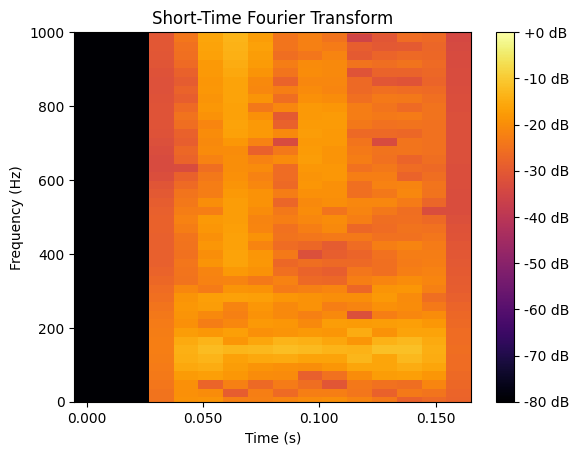 Short-Time Fourier Transform
1000
800
600
400
200
0
Frequency (Hz)
0.000
0.050
0.100
0.150
Time (s)
+0 dB
-10 dB
-20 dB
-30 dB
-40 dB
-50 dB
-60 dB
-70 dB
-80 dB